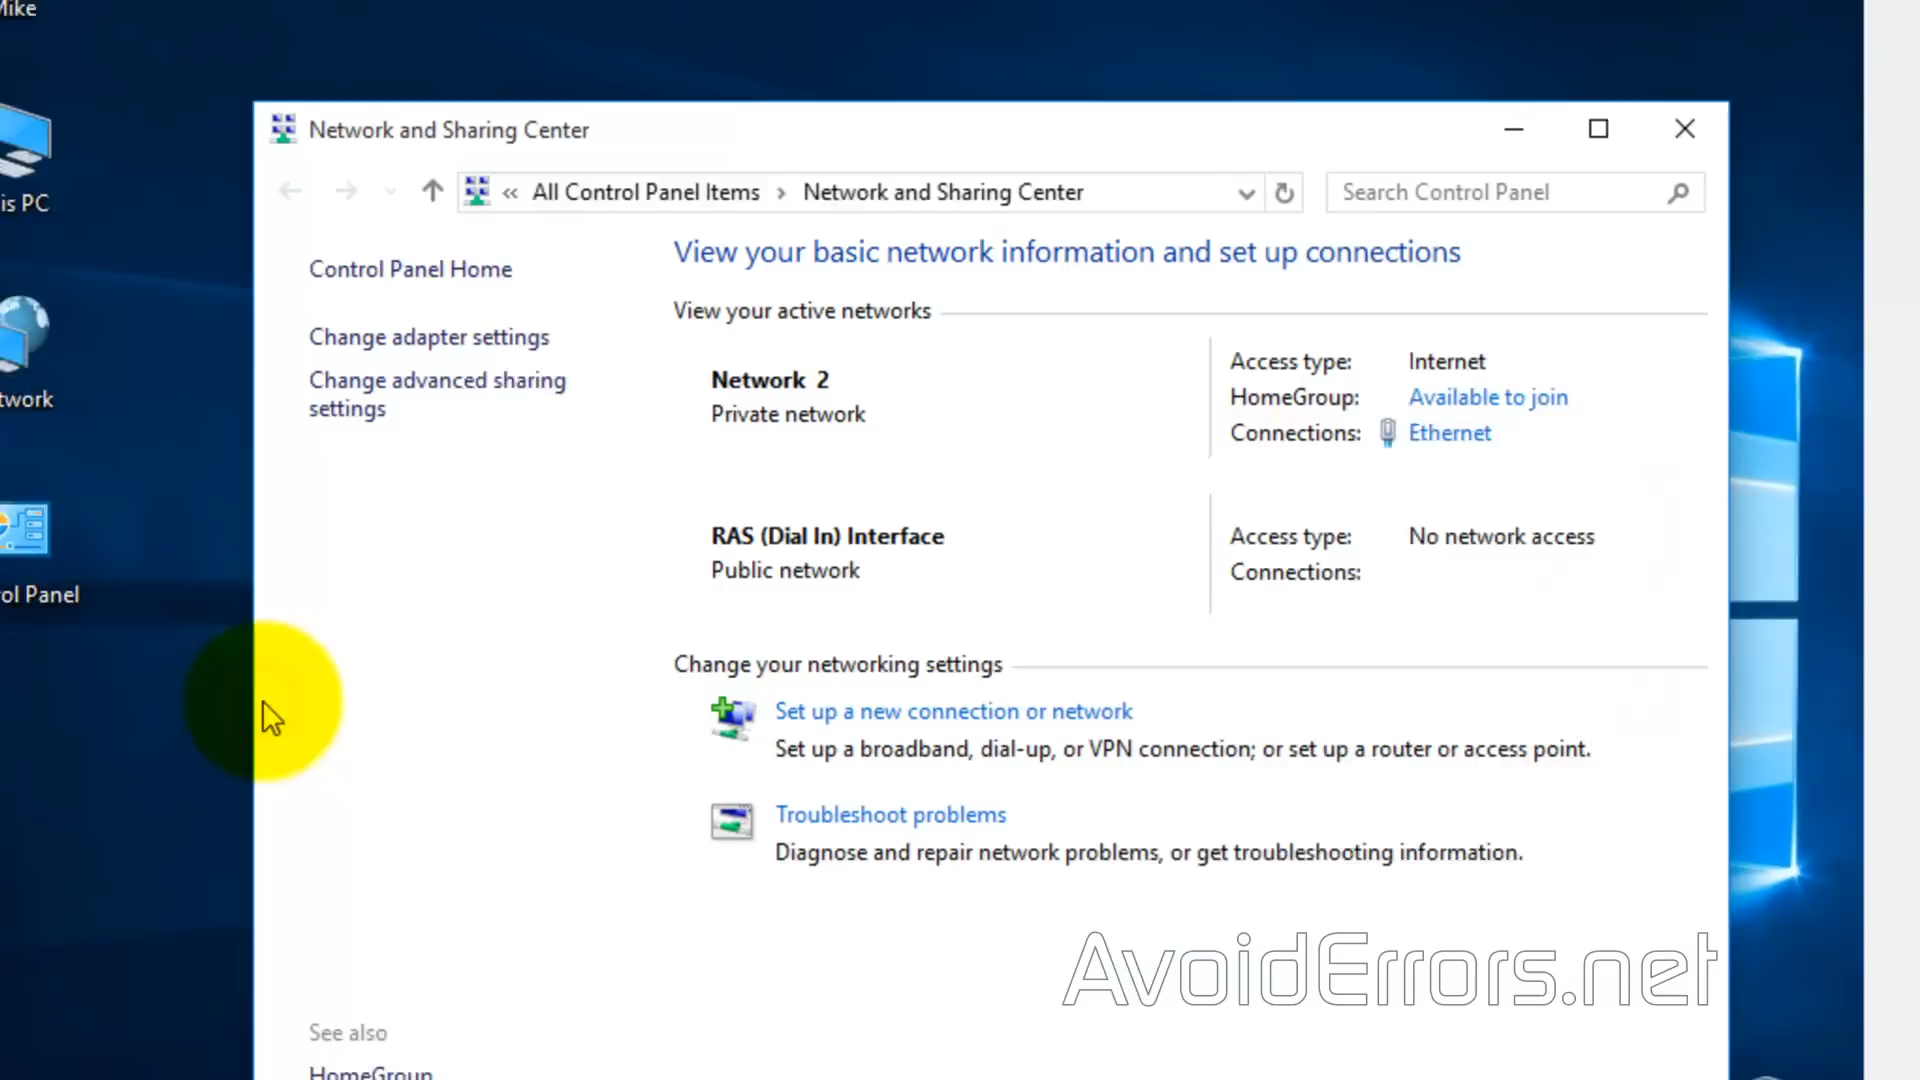 Mike
is PC
twork
ol Panel
Network and Sharing Center
« All Control Panel Items > Network and Sharing Center
Search Control Panel
Control Panel Home
Change adapter settings
Change advanced sharing
settings
View your basic network information and set up connections
View your active networks
Network 2
Private network
Access type: Internet
HomeGroup: Available to join
Connections: Ethernet
RAS (Dial In) Interface
Public network
Access type: No network access
Connections:
Change your networking settings
Set up a new connection or network
Set up a broadband, dial-up, or VPN connection; or set up a router or access point.
Troubleshoot problems
Diagnose and repair network problems, or get troubleshooting information.
AvoidErrors.net
See also
HomeGroup